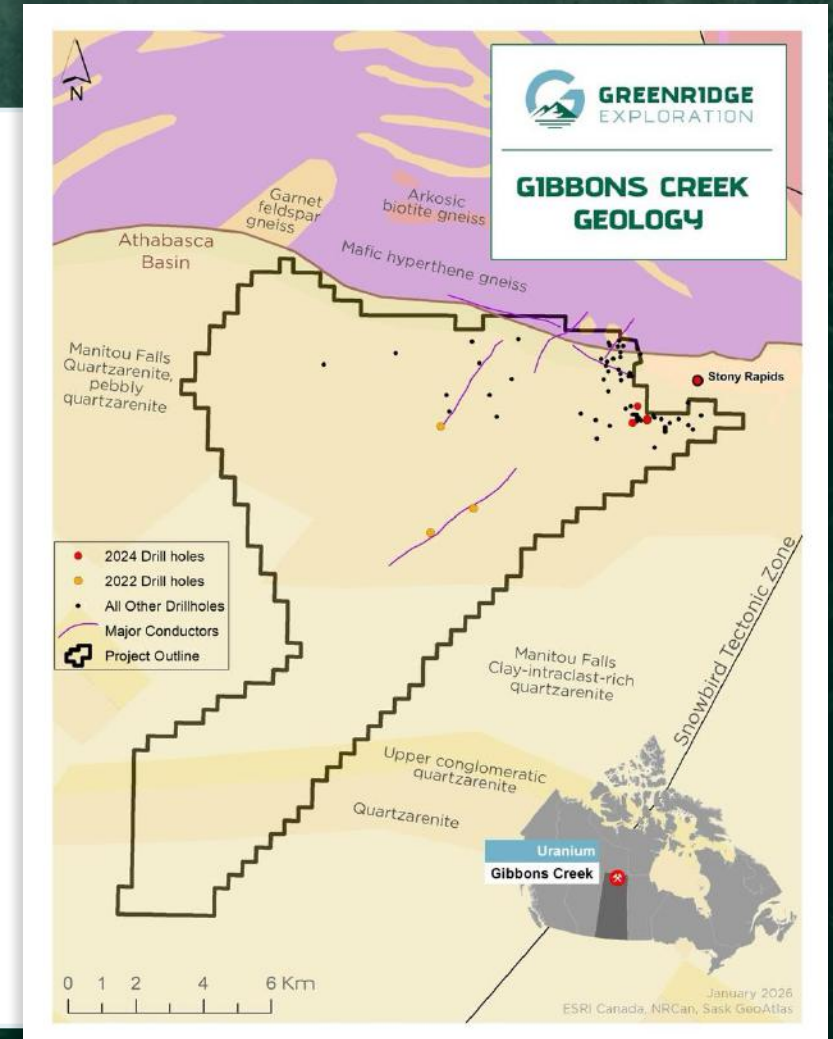 N
GREENRIDGE
EXPLORATION
GIBBONS CREEK
GEOLOGY
Garnet
feldspar
gneiss
Arkosic
biotite gneiss
Athabasca
Basin
Mafic hyperthene gneiss
Manitou Falls
Quartzarenite,
pebbly
quartzarenite
Stony Rapids
2024 Drill holes
2022 Drill holes
All Other Drillholes
Major Conductors
Project Outline
Snowbird Tectonic Zone
Manitou Falls
Clay-intraclast-rich
quartzarenite
Upper conglomeratic
quartzarenite
Quartzarenite
Uranium
Gibbons Creek
0 1 2 4 6 Km
January 2026
ESRI Canada, NRCan, Sask GeoAtlas